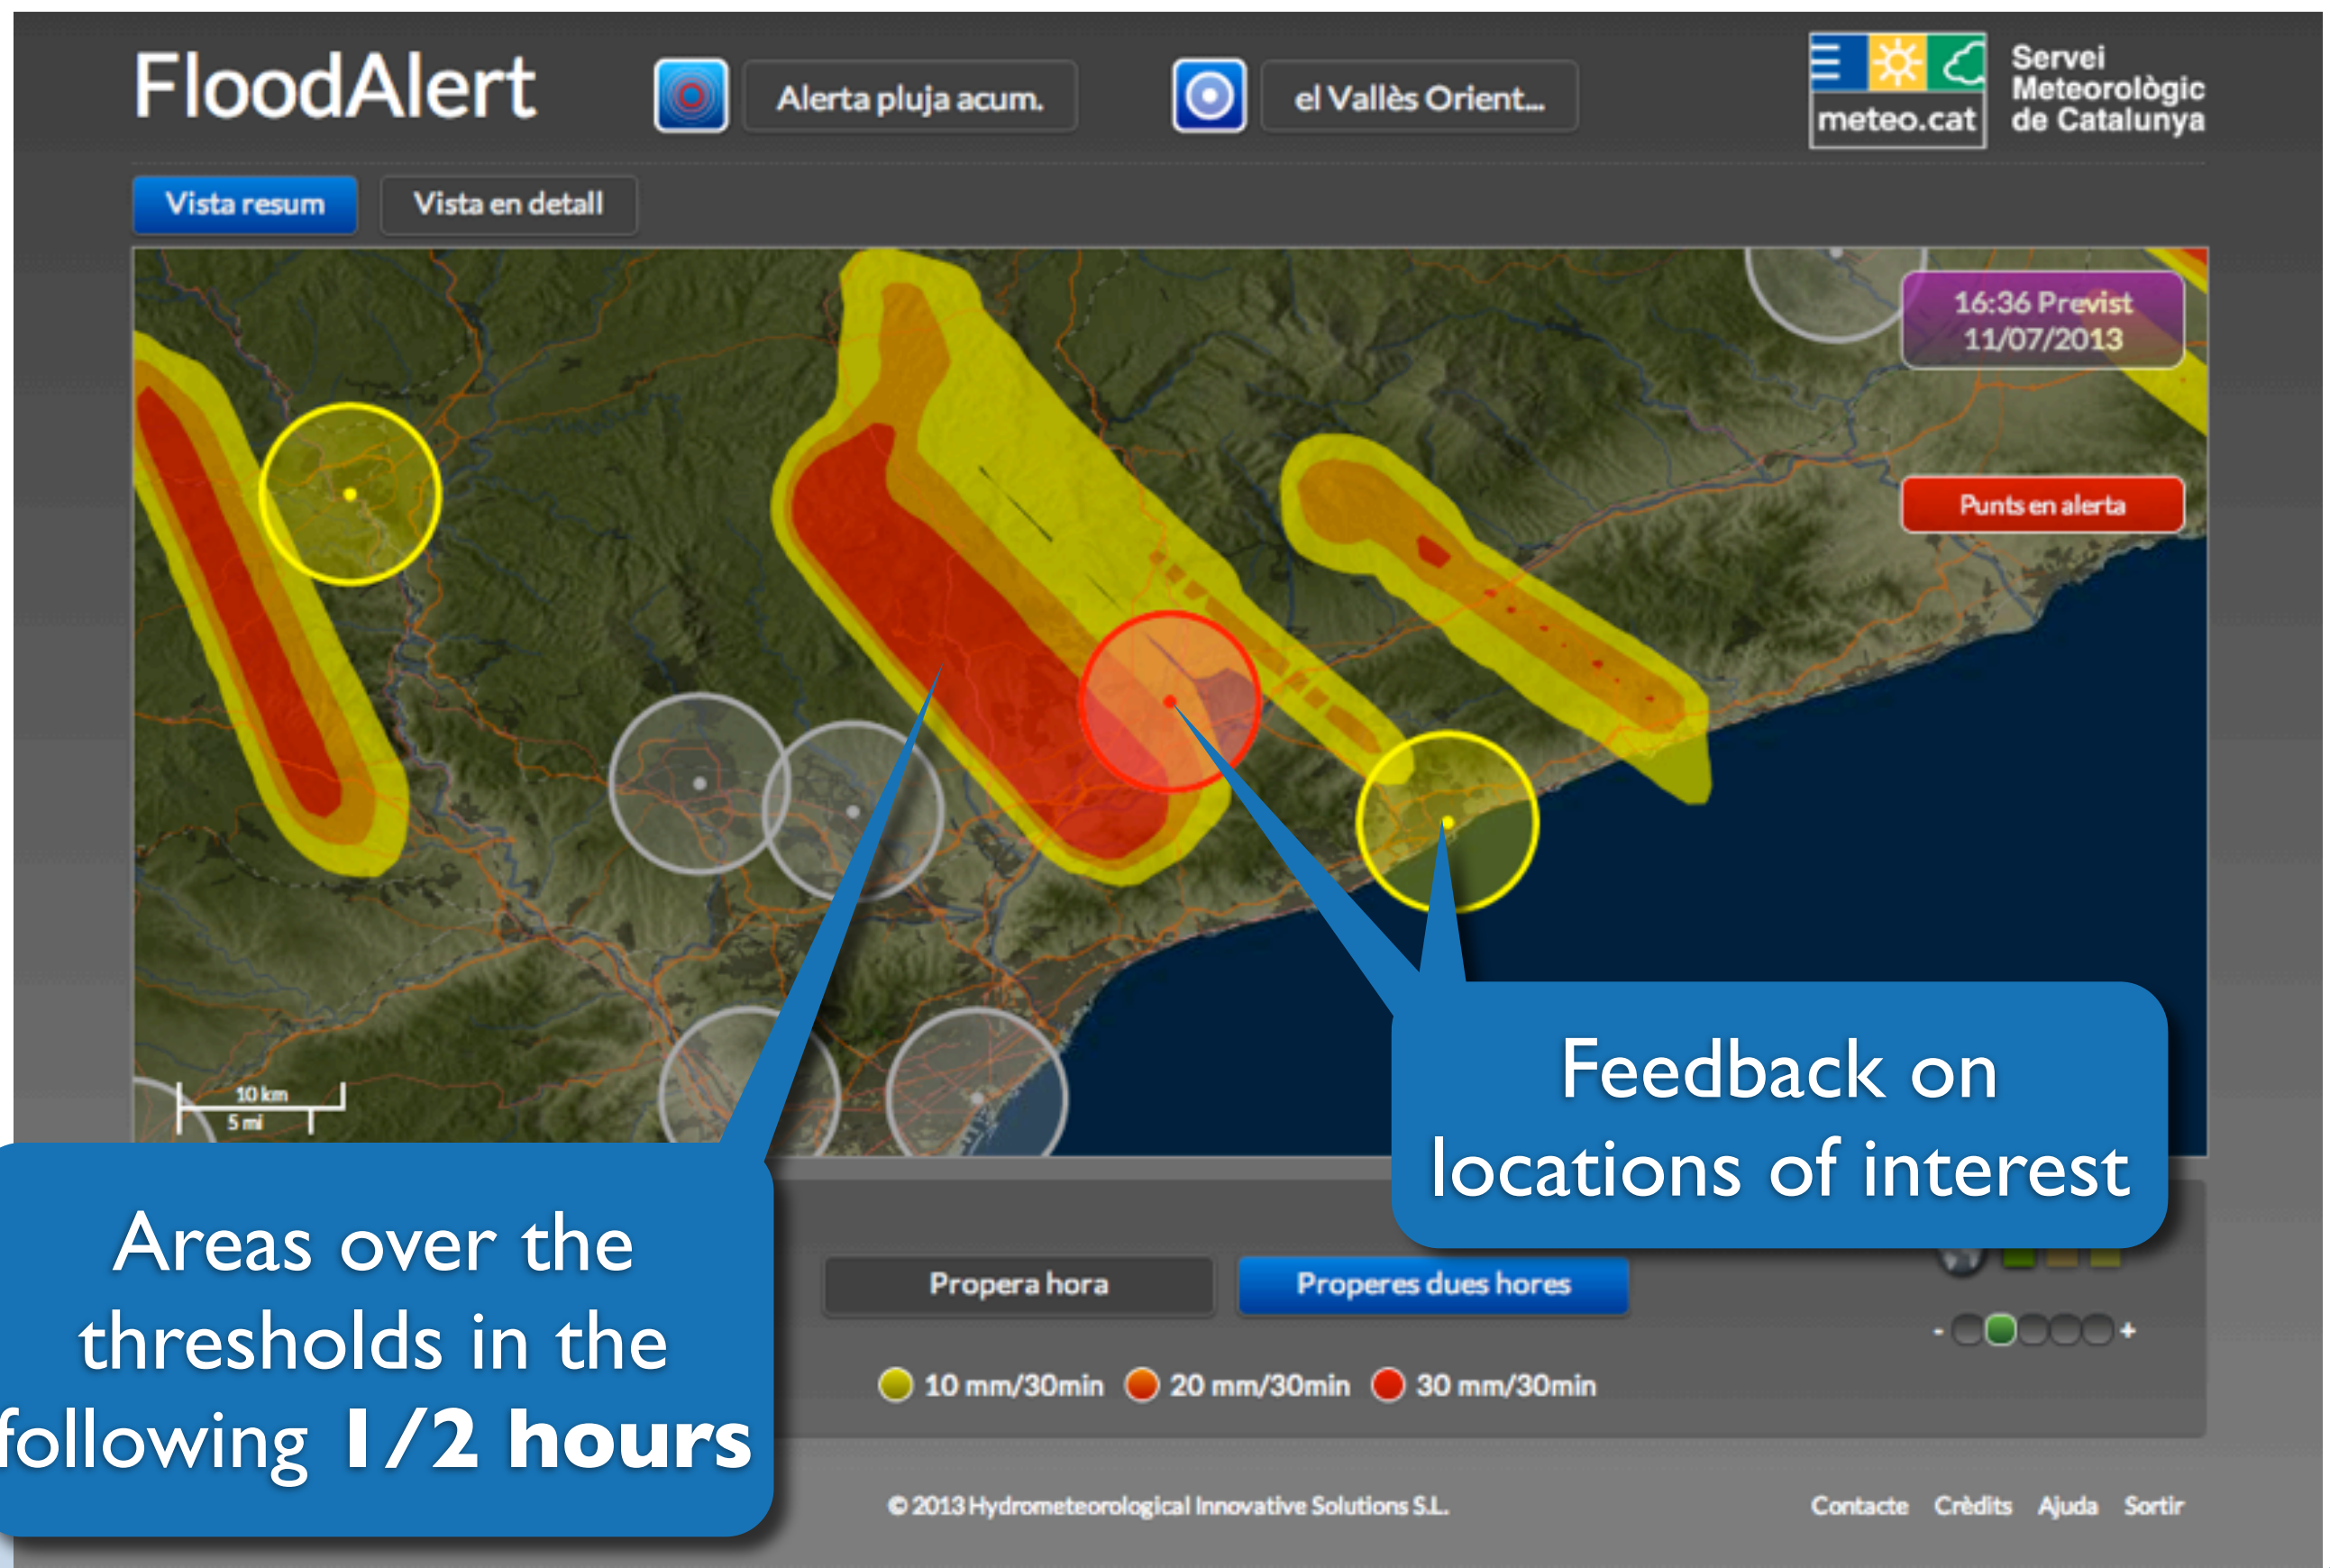 FloodAlert
Alerta pluja acum.
el Vallès Orient...
meteo.cat
Servei
Meteorològic
de Catalunya
Vista resum
Vista en detall
16:36 Previst
11/07/2013
Punts en alerta
10 km
5 mi
Feedback on
locations of interest
Areas over the
thresholds in the
following 1/2 hours
Propera hora
Properes dues hores
- +
10 mm/30min 20 mm/30min 30 mm/30min
© 2013 Hydrometeorological Innovative Solutions S.L.
Contacte Crèdits Ajuda Sortir